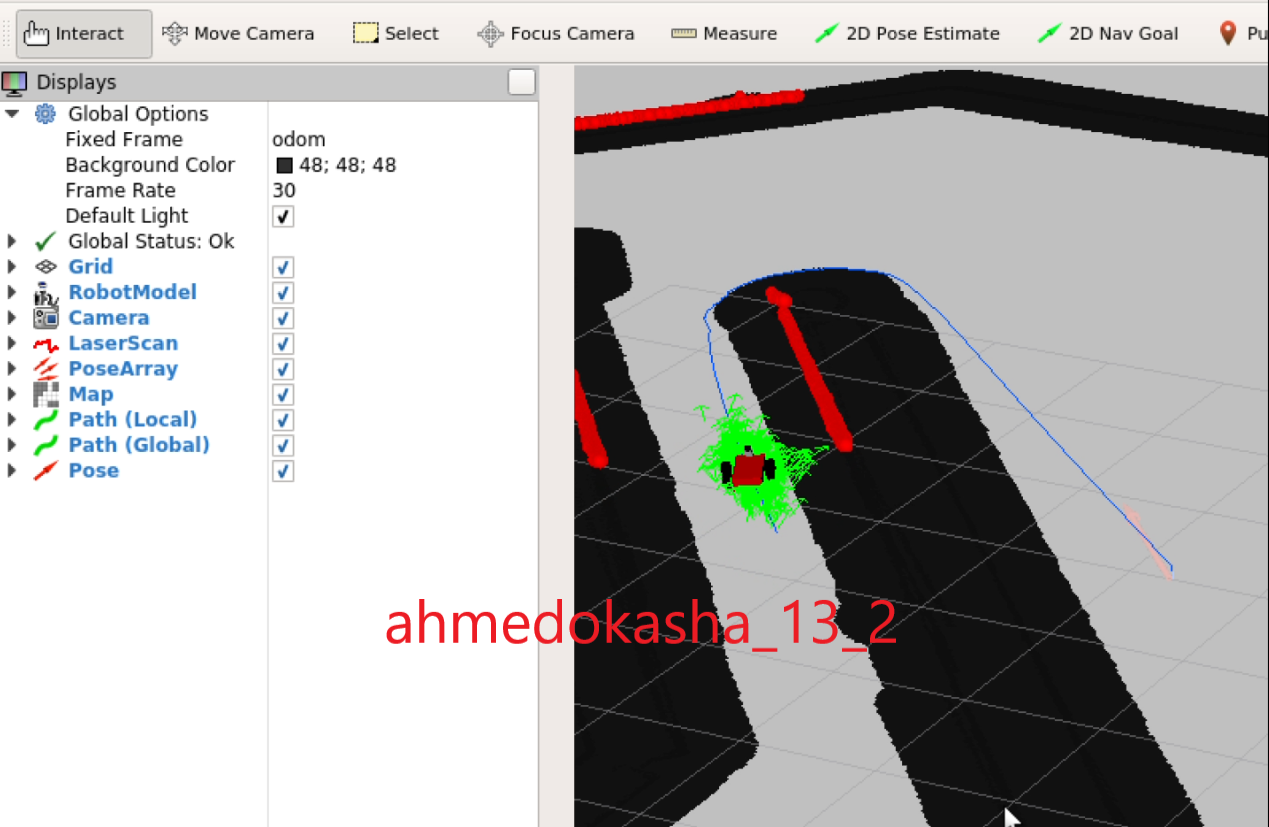 Interact Move Camera Select Focus Camera Measure 2D Pose Estimate 2D Nav Goal Pu
Displays
Global Options
Fixed Frame odom
Background Color 48; 48; 48
Frame Rate 30
Default Light
Global Status: Ok
Grid
RobotModel
Camera
LaserScan
PoseArray
Map
Path (Local)
Path (Global)
Pose
ahmedokasha_13_2